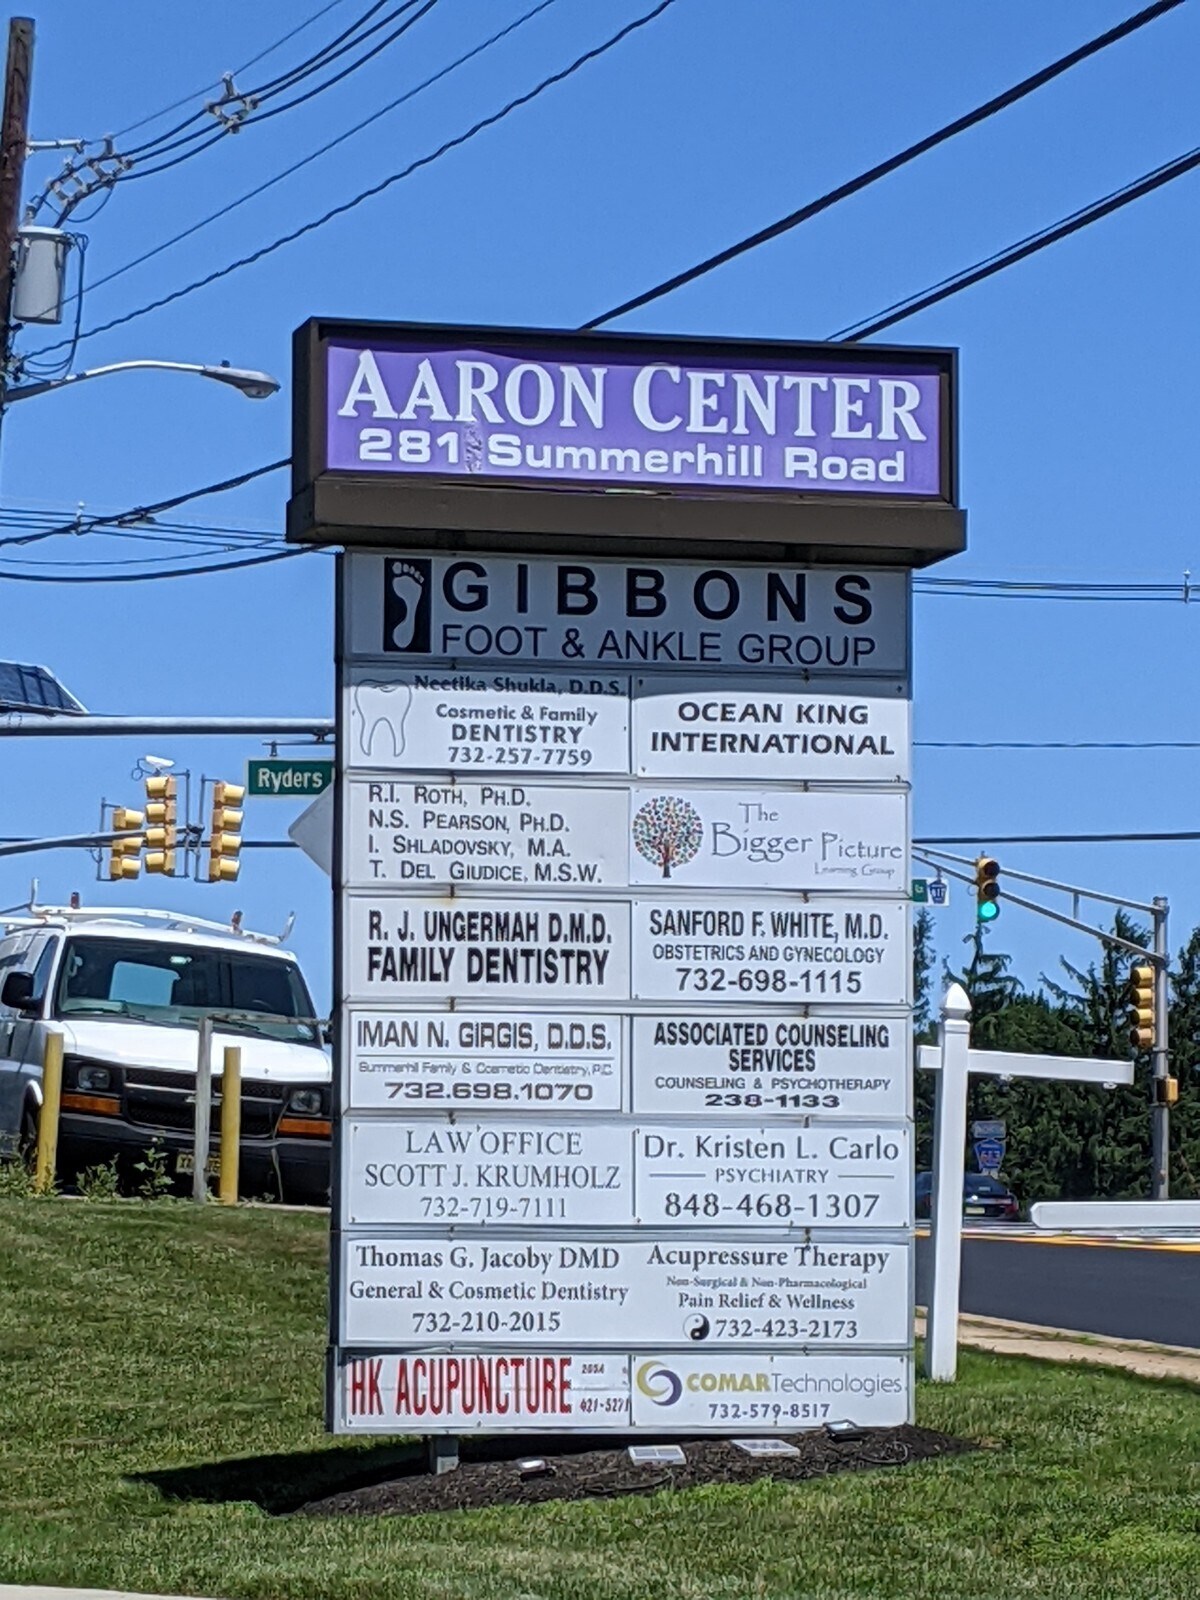 AARON CENTER
281 Summerhill Road
GIBBONS
FOOT & ANKLE GROUP
Neetika Shukla, D.D.S.
Cosmetic & Family
DENTISTRY
732-257-7759
OCEAN KING
INTERNATIONAL
R.I. ROTH, PH.D.
N.S. PEARSON, PH.D.
I. SHLADOVSKY, M.A.
T. DEL GIUDICE, M.S.W.
The
Bigger Picture
Learning Group
R. J. UNGERMAH D.M.D.
FAMILY DENTISTRY
SANFORD F. WHITE, M.D.
OBSTETRICS AND GYNECOLOGY
732-698-1115
IMAN N. GIRGIS, D.D.S.
Summerhill Family & Cosmetic Dentistry, P.C.
732.698.1070
ASSOCIATED COUNSELING
SERVICES
COUNSELING & PSYCHOTHERAPY
238-1133
LAW OFFICE
SCOTT J. KRUMHOLZ
732-719-7111
Dr. Kristen L. Carlo
PSYCHIATRY
848-468-1307
Thomas G. Jacoby DMD
General & Cosmetic Dentistry
732-210-2015
Acupressure Therapy
Non-Surgical & Non-Pharmacological
Pain Relief & Wellness
732-423-2173
HK ACUPUNCTURE
COMAR Technologies
732-579-8517
Ryders